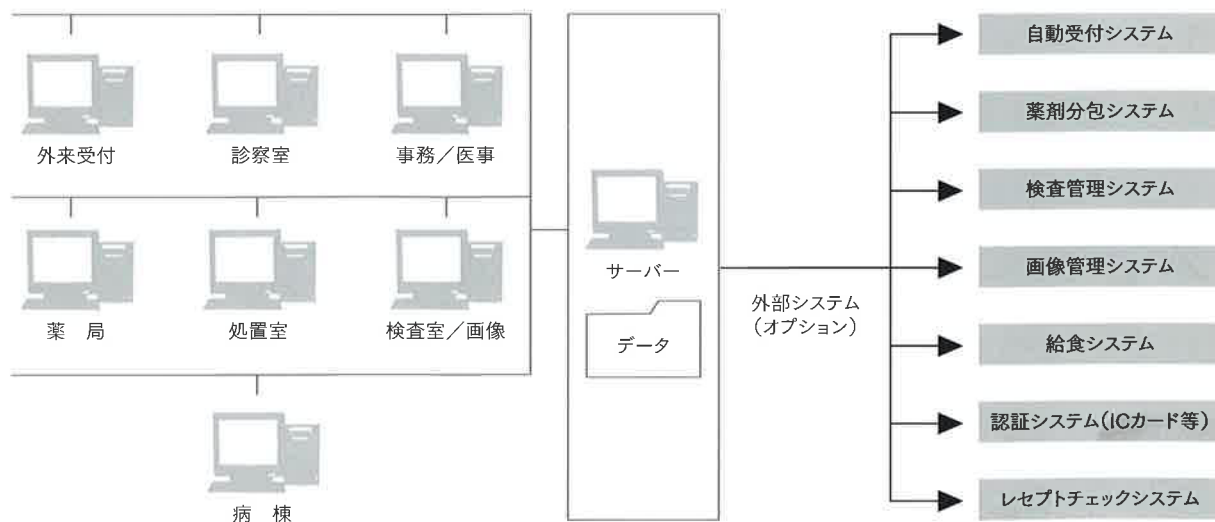 外来受付
診察室
事務／医事
薬　局
処置室
検査室／画像
病　棟
サーバー
データ
外部システム
（オプション）
自動受付システム
薬剤分包システム
検査管理システム
画像管理システム
給食システム
認証システム（ICカード等）
レセプトチェックシステム